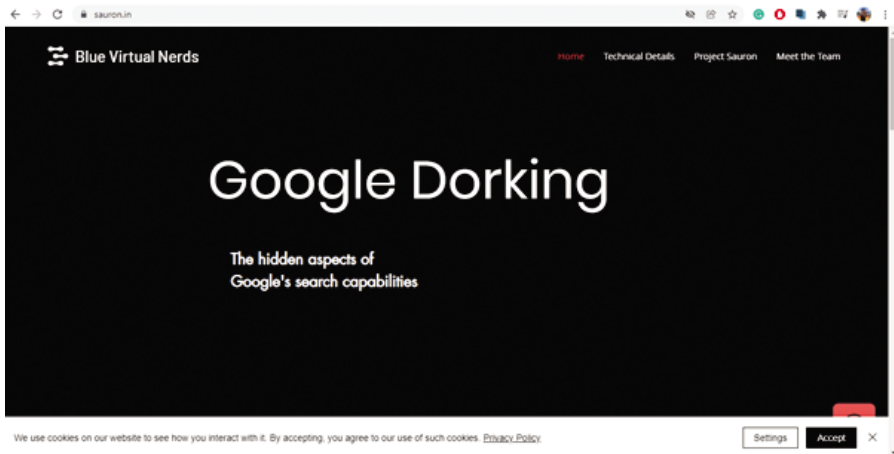 sauron.in
Blue Virtual Nerds
Home Technical Details Project Sauron Meet the Team
Google Dorking
The hidden aspects of
Google's search capabilities
We use cookies on our website to see how you interact with it. By accepting, you agree to our use of such cookies. Privacy Policy
Settings Accept